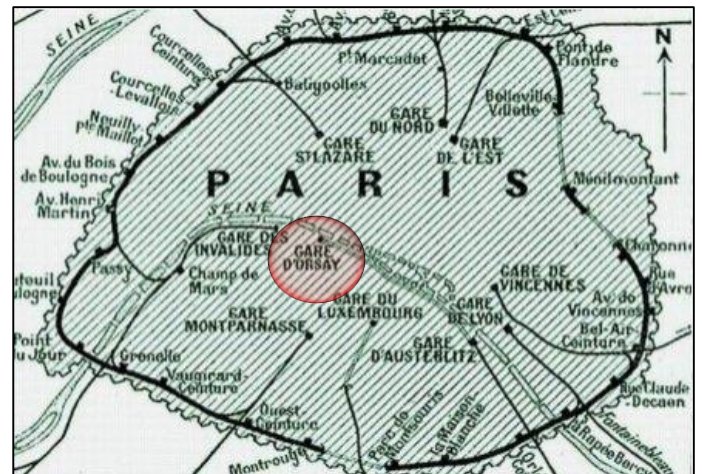 SEINE
Courcelles
Ceinture
Courcelles
-Levallois
Neuilly
Pte Maillot
Av. du Bois
de Boulogne
Av. Henri
Martin
Passy
Point
du Jour
Grenelle
Vaugirard-
Ceinture
Ouest-
Ceinture
Montrouge
Parc de
Montsouris
la Maison
Blanche
Batignolles
Pt Marcadet
GARE
ST LAZARE
GARE
DU NORD
GARE
DE L'EST
Pont de
Flandre
Belleville
Villette
N
PARIS
Ménilmontant
SEINE
GARE DES
INVALIDES
GARE
D'ORSAY
Champ de
Mars
GARE
MONTPARNASSE
GARE DU
LUXEMBOURG
GARE DE
VINCENNES
GARE
DE LYON
GARE
D'AUSTERLITZ
Charonne
Rue
d'Avro
Av. de
Vincennes
Bel-Air
Ceinture
Rue Claude
-Decaen
la Rapée Bercy
Fontainebleau